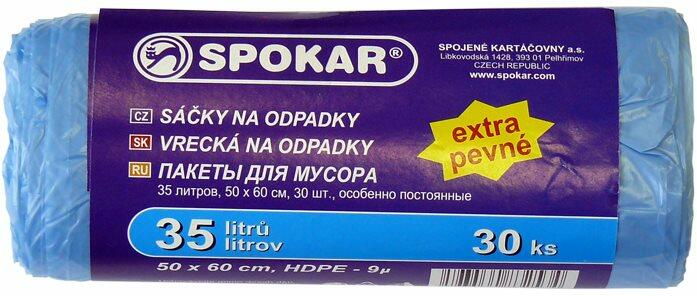 SPOKAR®
SPOJENÉ KARTÁČOVNY a.s.
Libkovodská 1428, 393 01 Pelhřimov
CZECH REPUBLIC
www.spokar.com
CZ SÁČKY NA ODPADKY
SK VRECKÁ NA ODPADKY
RU ПАКЕТЫ ДЛЯ МУСОРА
35 литров, 50 x 60 см, 30 шт., особенно постоянные
extra
pevné
35 litrů
litrov
30 ks
50 x 60 cm, HDPE - 9µ